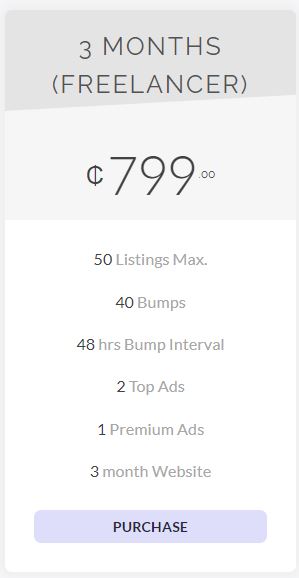 3 MONTHS
(FREELANCER)
₵799.00
50 Listings Max.
40 Bumps
48 hrs Bump Interval
2 Top Ads
1 Premium Ads
3 month Website
PURCHASE